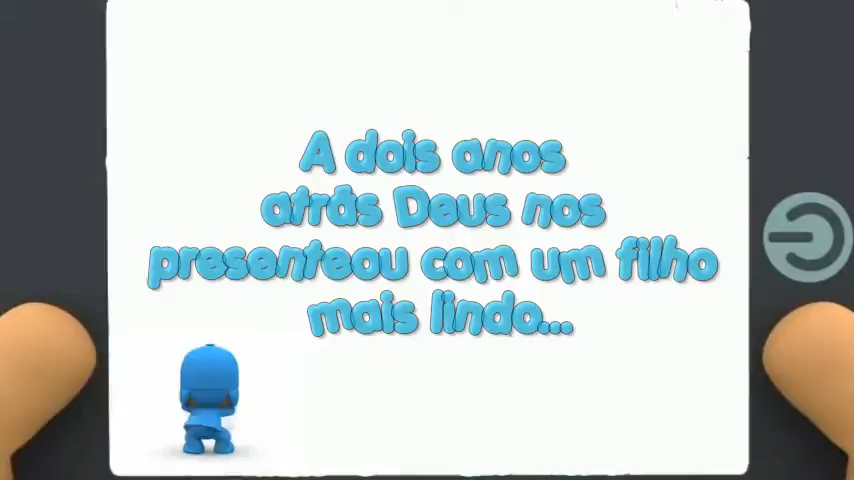 A dois anos
atrás Deus nos
presenteou com um filho
mais lindo...